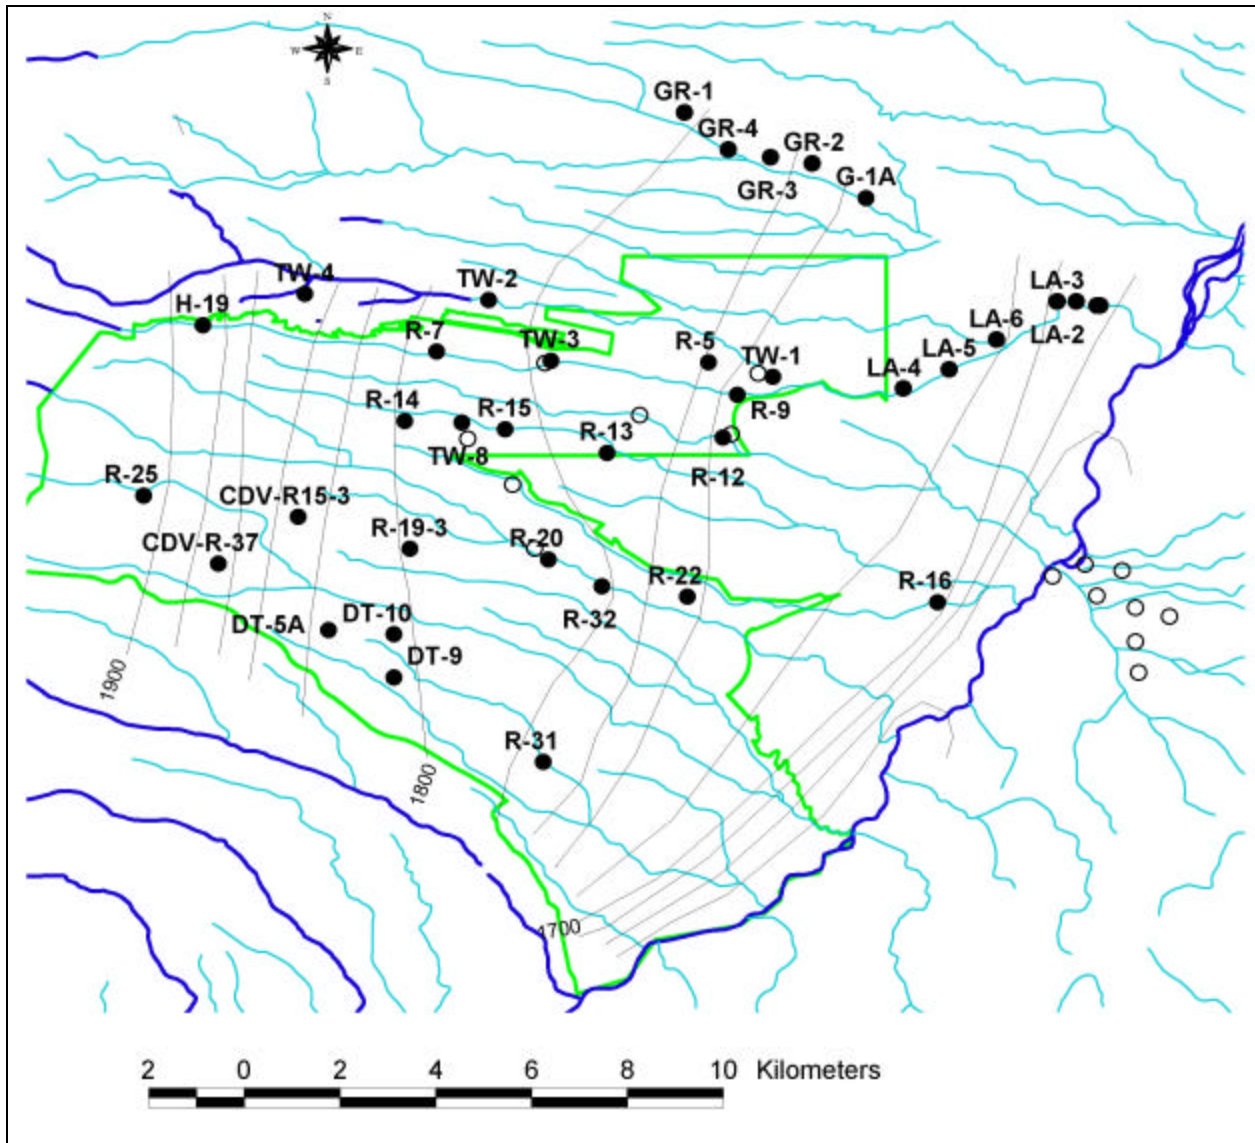 N
W E
S
GR-1
GR-4
GR-2
GR-3
G-1A
TW-4
TW-2
LA-3
H-19
LA-6
LA-2
R-7
TW-3
R-5
TW-1
LA-5
LA-4
R-14
R-15
R-9
R-13
TW-8
R-12
R-25
CDV-R15-3
R-19-3
R-20
CDV-R-37
R-22
R-16
DT-10
R-32
DT-5A
DT-9
1900
R-31
1800
1700
2 0 2 4 6 8 10 Kilometers